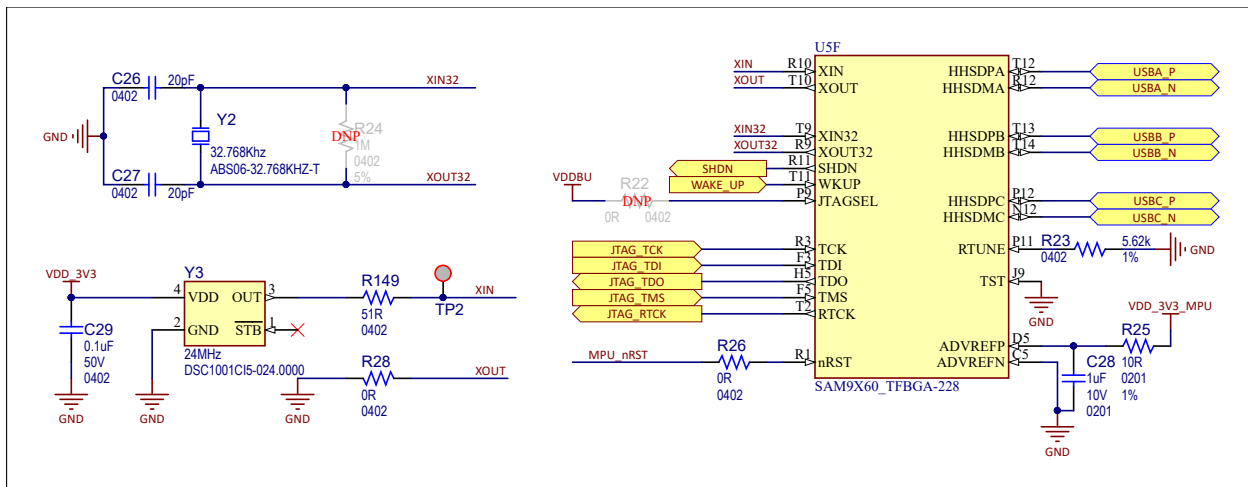 C26
20pF
0402
XIN32
GND
Y2
32.768Khz
ABS06-32.768KHZ-T
R24
DNP
1M
0402
5%
C27
0402
20pF
XOUT32
VDD_3V3
C29
0.1uF
50V
0402
GND
Y3
4 VDD OUT 3
2 GND STB 1
24MHz
DSC1001CI5-024.0000
GND
R149
51R
0402
TP2
XIN
GND
R28
0R
0402
XOUT
U5F
XIN R10 XIN
XOUT T10 XOUT
XIN32 T9 XIN32
XOUT32 R9 XOUT32
SHDN R11 SHDN
WAKE_UP T11 WKUP
VDDBU
R22
DNP
0R 0402
P9 JTAGSEL
JTAG_TCK R3 TCK
JTAG_TDI F3 TDI
JTAG_TDO H5 TDO
JTAG_TMS F5 TMS
JTAG_RTCK T2 RTCK
MPU_nRST
R26
0R
0402
R1 nRST
SAM9X60_TFBGA-228
HHSDPA T12 USBA_P
HHSDMA R12 USBA_N
HHSDPB T13 USBB_P
HHSDMB T14 USBB_N
HHSDPC P12 USBC_P
HHSDMC N12 USBC_N
RTUNE P11
R23
0402
5.62k
1%
GND
TST J9
GND
VDD_3V3_MPU
ADVREFP D5
ADVREFN C5
R25
10R
0201
1%
C28
1uF
10V
0201
GND